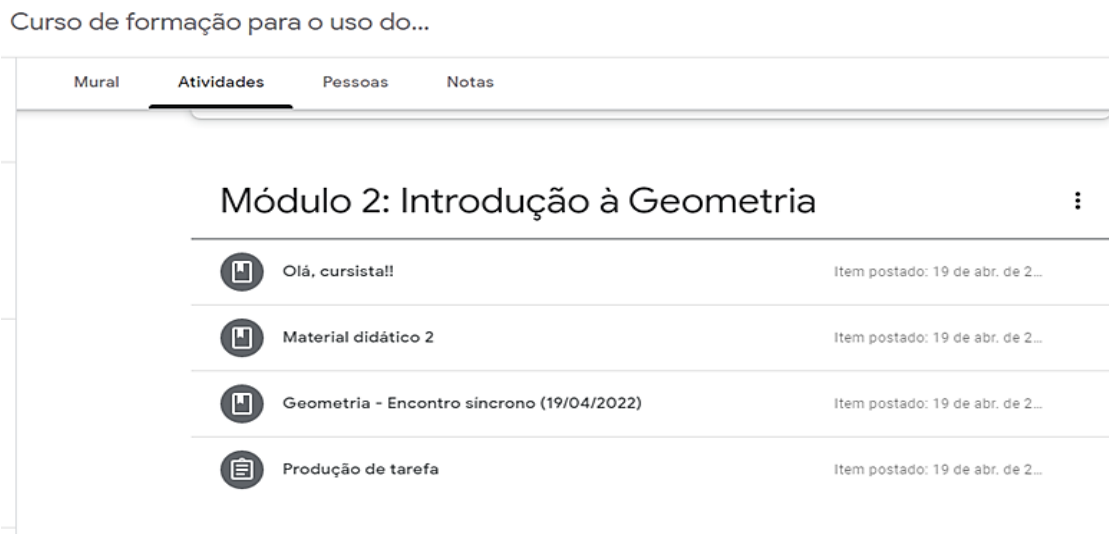 Curso de formação para o uso do...
Mural Atividades Pessoas Notas
Módulo 2: Introdução à Geometria
Olá, cursista!! Item postado: 19 de abr. de 2...
Material didático 2 Item postado: 19 de abr. de 2...
Geometria - Encontro síncrono (19/04/2022) Item postado: 19 de abr. de 2...
Produção de tarefa Item postado: 19 de abr. de 2...